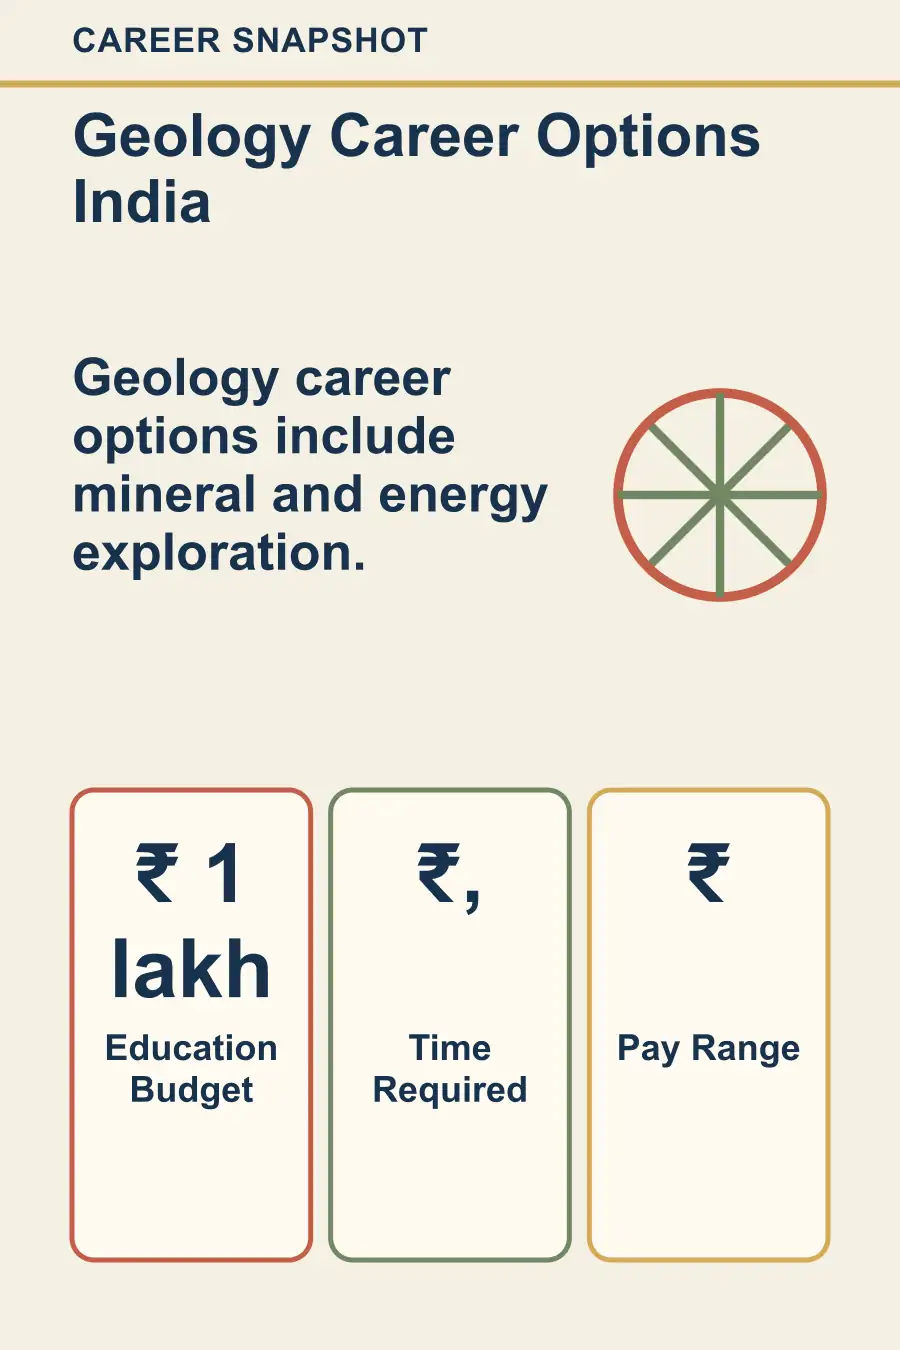 CAREER SNAPSHOT
Geology Career Options
India
Geology career
options include
mineral and energy
exploration.
₹ 1
lakh
Education
Budget
₹,
Time
Required
₹
Pay Range